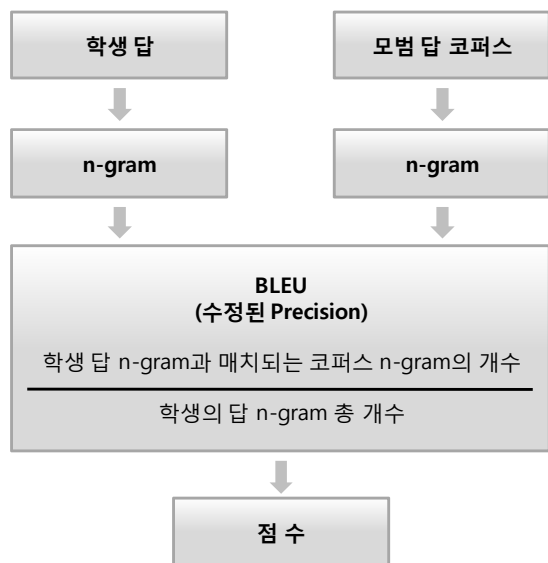 학생 답
모범 답 코퍼스
n-gram
n-gram
BLEU
(수정된 Precision)
학생 답 n-gram과 매치되는 코퍼스 n-gram의 개수
학생의 답 n-gram 총 개수
점 수